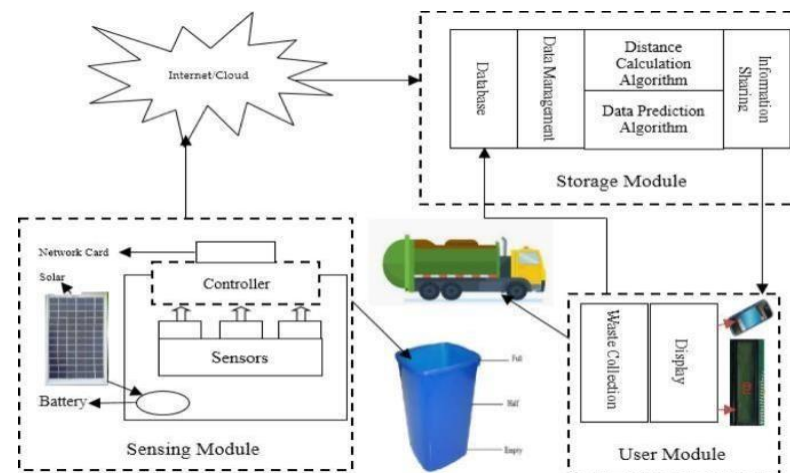 Internet/Cloud
Database
Data Management
Distance
Calculation
Algorithm
Data Prediction
Algorithm
Information
Sharing
Storage Module
Network Card
Solar
Controller
Sensors
Battery
Sensing Module
Full
Half
Empty
Waste Collection
Display
User Module